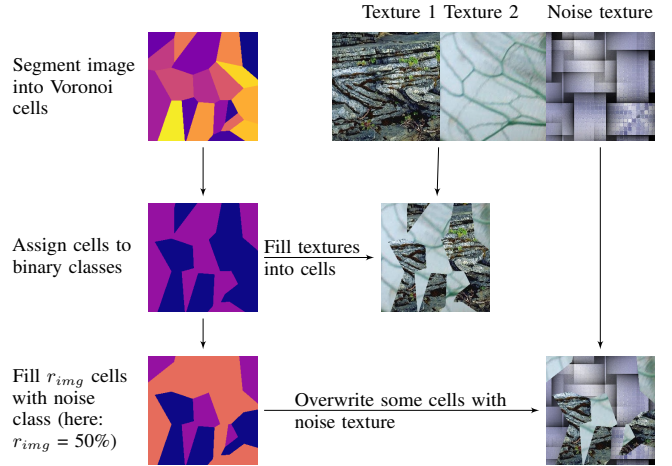 Texture 1 Texture 2 Noise texture
Segment image
into Voronoi
cells
Assign cells to
binary classes
Fill textures
into cells
Fill r_img cells
with noise
class (here:
r_img = 50%)
Overwrite some cells with
noise texture